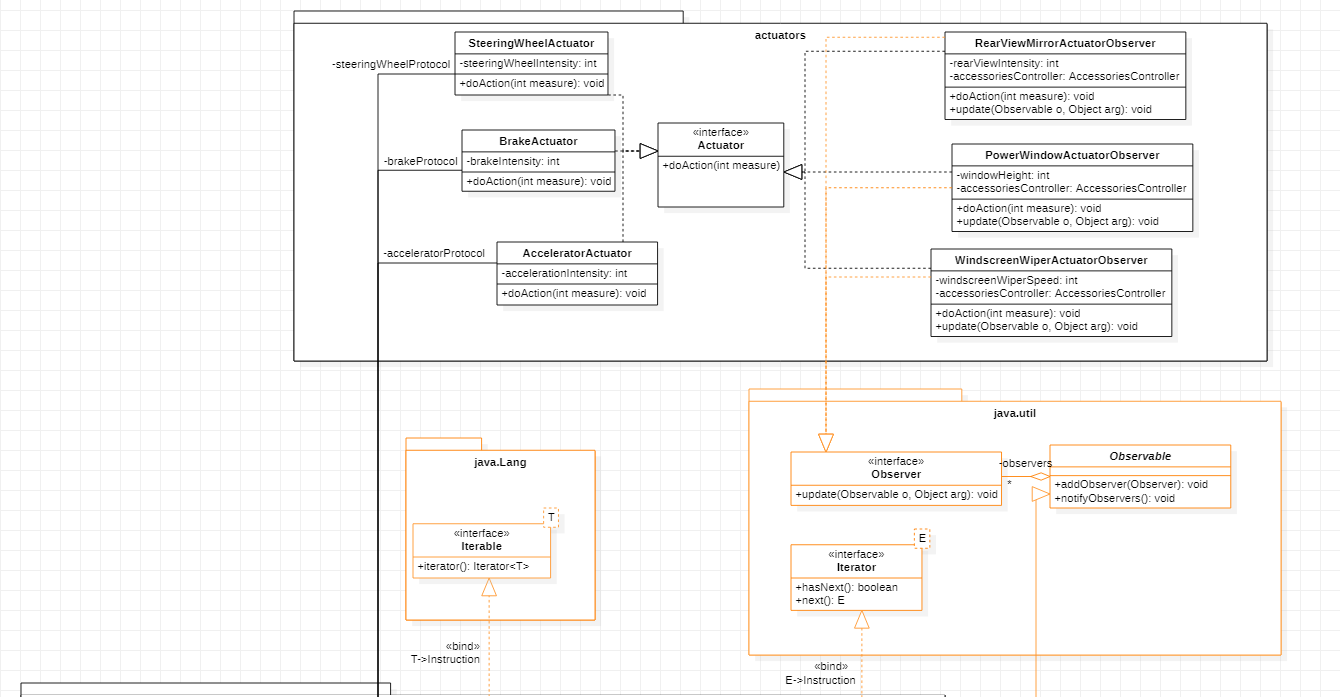 actuators
-steeringWheelProtocol
SteeringWheelActuator
-steeringWheelIntensity: int
+doAction(int measure): void
-brakeProtocol
BrakeActuator
-brakeIntensity: int
+doAction(int measure): void
-acceleratorProtocol
AcceleratorActuator
-accelerationIntensity: int
+doAction(int measure): void
«interface»
Actuator
+doAction(int measure)
RearViewMirrorActuatorObserver
-rearViewIntensity: int
-accessoriesController: AccessoriesController
+doAction(int measure): void
+update(Observable o, Object arg): void
PowerWindowActuatorObserver
-windowHeight: int
-accessoriesController: AccessoriesController
+doAction(int measure): void
+update(Observable o, Object arg): void
WindscreenWiperActuatorObserver
-windscreenWiperSpeed: int
-accessoriesController: AccessoriesController
+doAction(int measure): void
+update(Observable o, Object arg): void
java.Lang
T
«interface»
Iterable
+iterator(): Iterator<T>
«bind»
T->Instruction
java.util
«interface»
Observer
+update(Observable o, Object arg): void
-observers
*
Observable
+addObserver(Observer): void
+notifyObservers(): void
E
«interface»
Iterator
+hasNext(): boolean
+next(): E
«bind»
E->Instruction